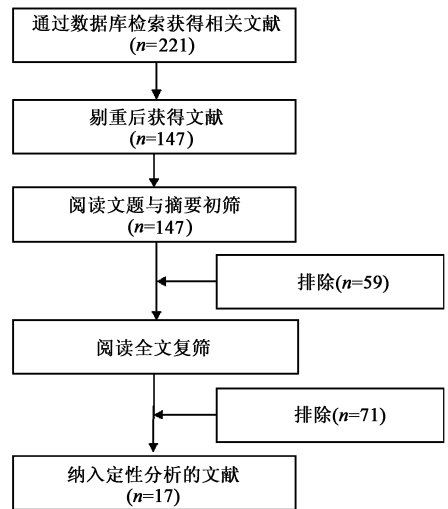 通过数据库检索获得相关文献
(n=221)
剔重后获得文献
(n=147)
阅读文题与摘要初筛
(n=147)
排除(n=59)
阅读全文复筛
排除(n=71)
纳入定性分析的文献
(n=17)